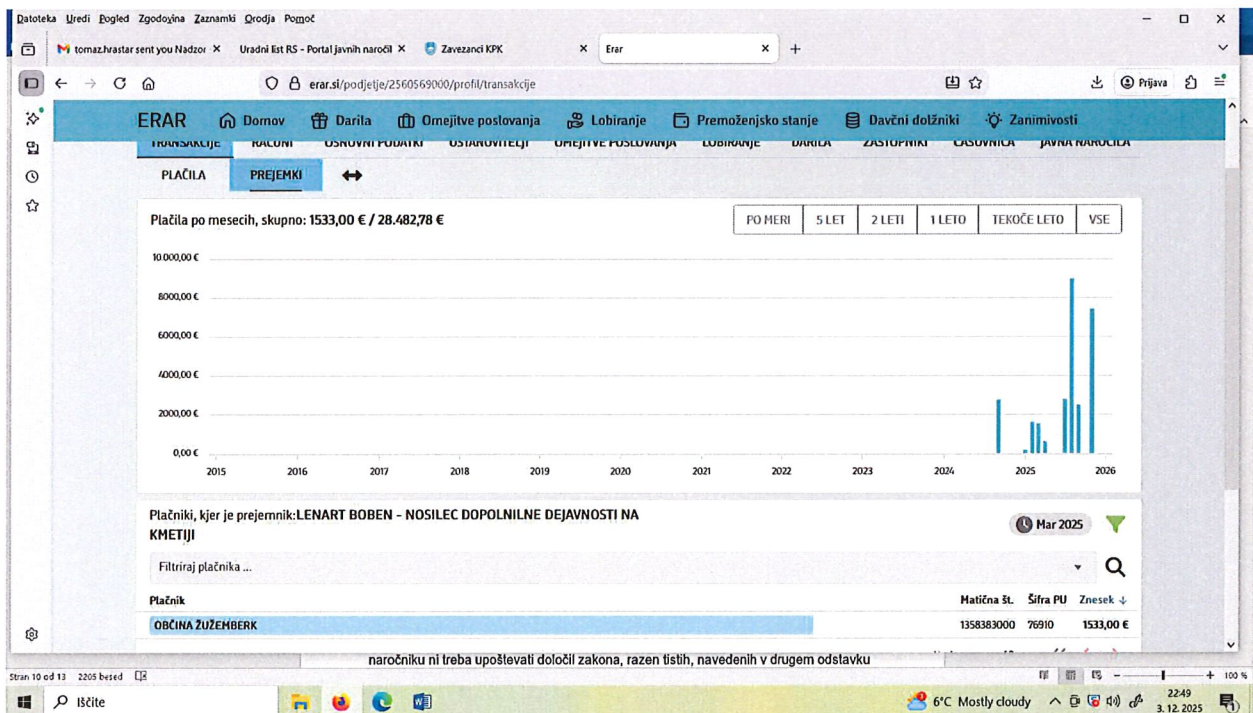 Datoteka Uredi Pogled Zgodovina Zaznamki Orodja Pomoč
tomaz.hrastar sent you Nadzor × Uradni list RS - Portal javnih naročil × Zavezanci KPK × Erar × +
erar.si/podjetje/2560569000/profil/transakcije Prijava
ERAR Domov Darila Omejitve poslovanja Lobiranje Premoženjsko stanje Davčni dolžniki Zanimivosti
TRANSAKCIJE RAČUNI OSNOVNI PODATKI USTANOVITELJI OMEJITVE POSLOVANJA LOBIRANJE DARILA ZASTOPNIKI ČASOVNICA JAVNA NAROČILA
PLAČILA PREJEMKI
Plačila po mesecih, skupno: 1533,00 € / 28.482,78 €
PO MERI 5 LET 2 LETI 1 LETO TEKOČE LETO VSE
10.000,00 €
8000,00 €
6000,00 €
4000,00 €
2000,00 €
0,00 €
2015 2016 2017 2018 2019 2020 2021 2022 2023 2024 2025 2026
Plačniki, kjer je prejemnik:LENART BOBEN - NOSILEC DOPOLNILNE DEJAVNOSTI NA
KMETIJI
Mar 2025
Filtriraj plačnika ...
Plačnik Matična št. Šifra PU Znesek ↓
OBČINA ŽUŽEMBERK 1358383000 76910 1533,00 €
naročniku ni treba upoštevati določil zakona, razen tistih, navedenih v drugem odstavku
Stran 10 od 13 2205 besed 100 %
Iščite 6°C Mostly cloudy 22:49
3. 12. 2025